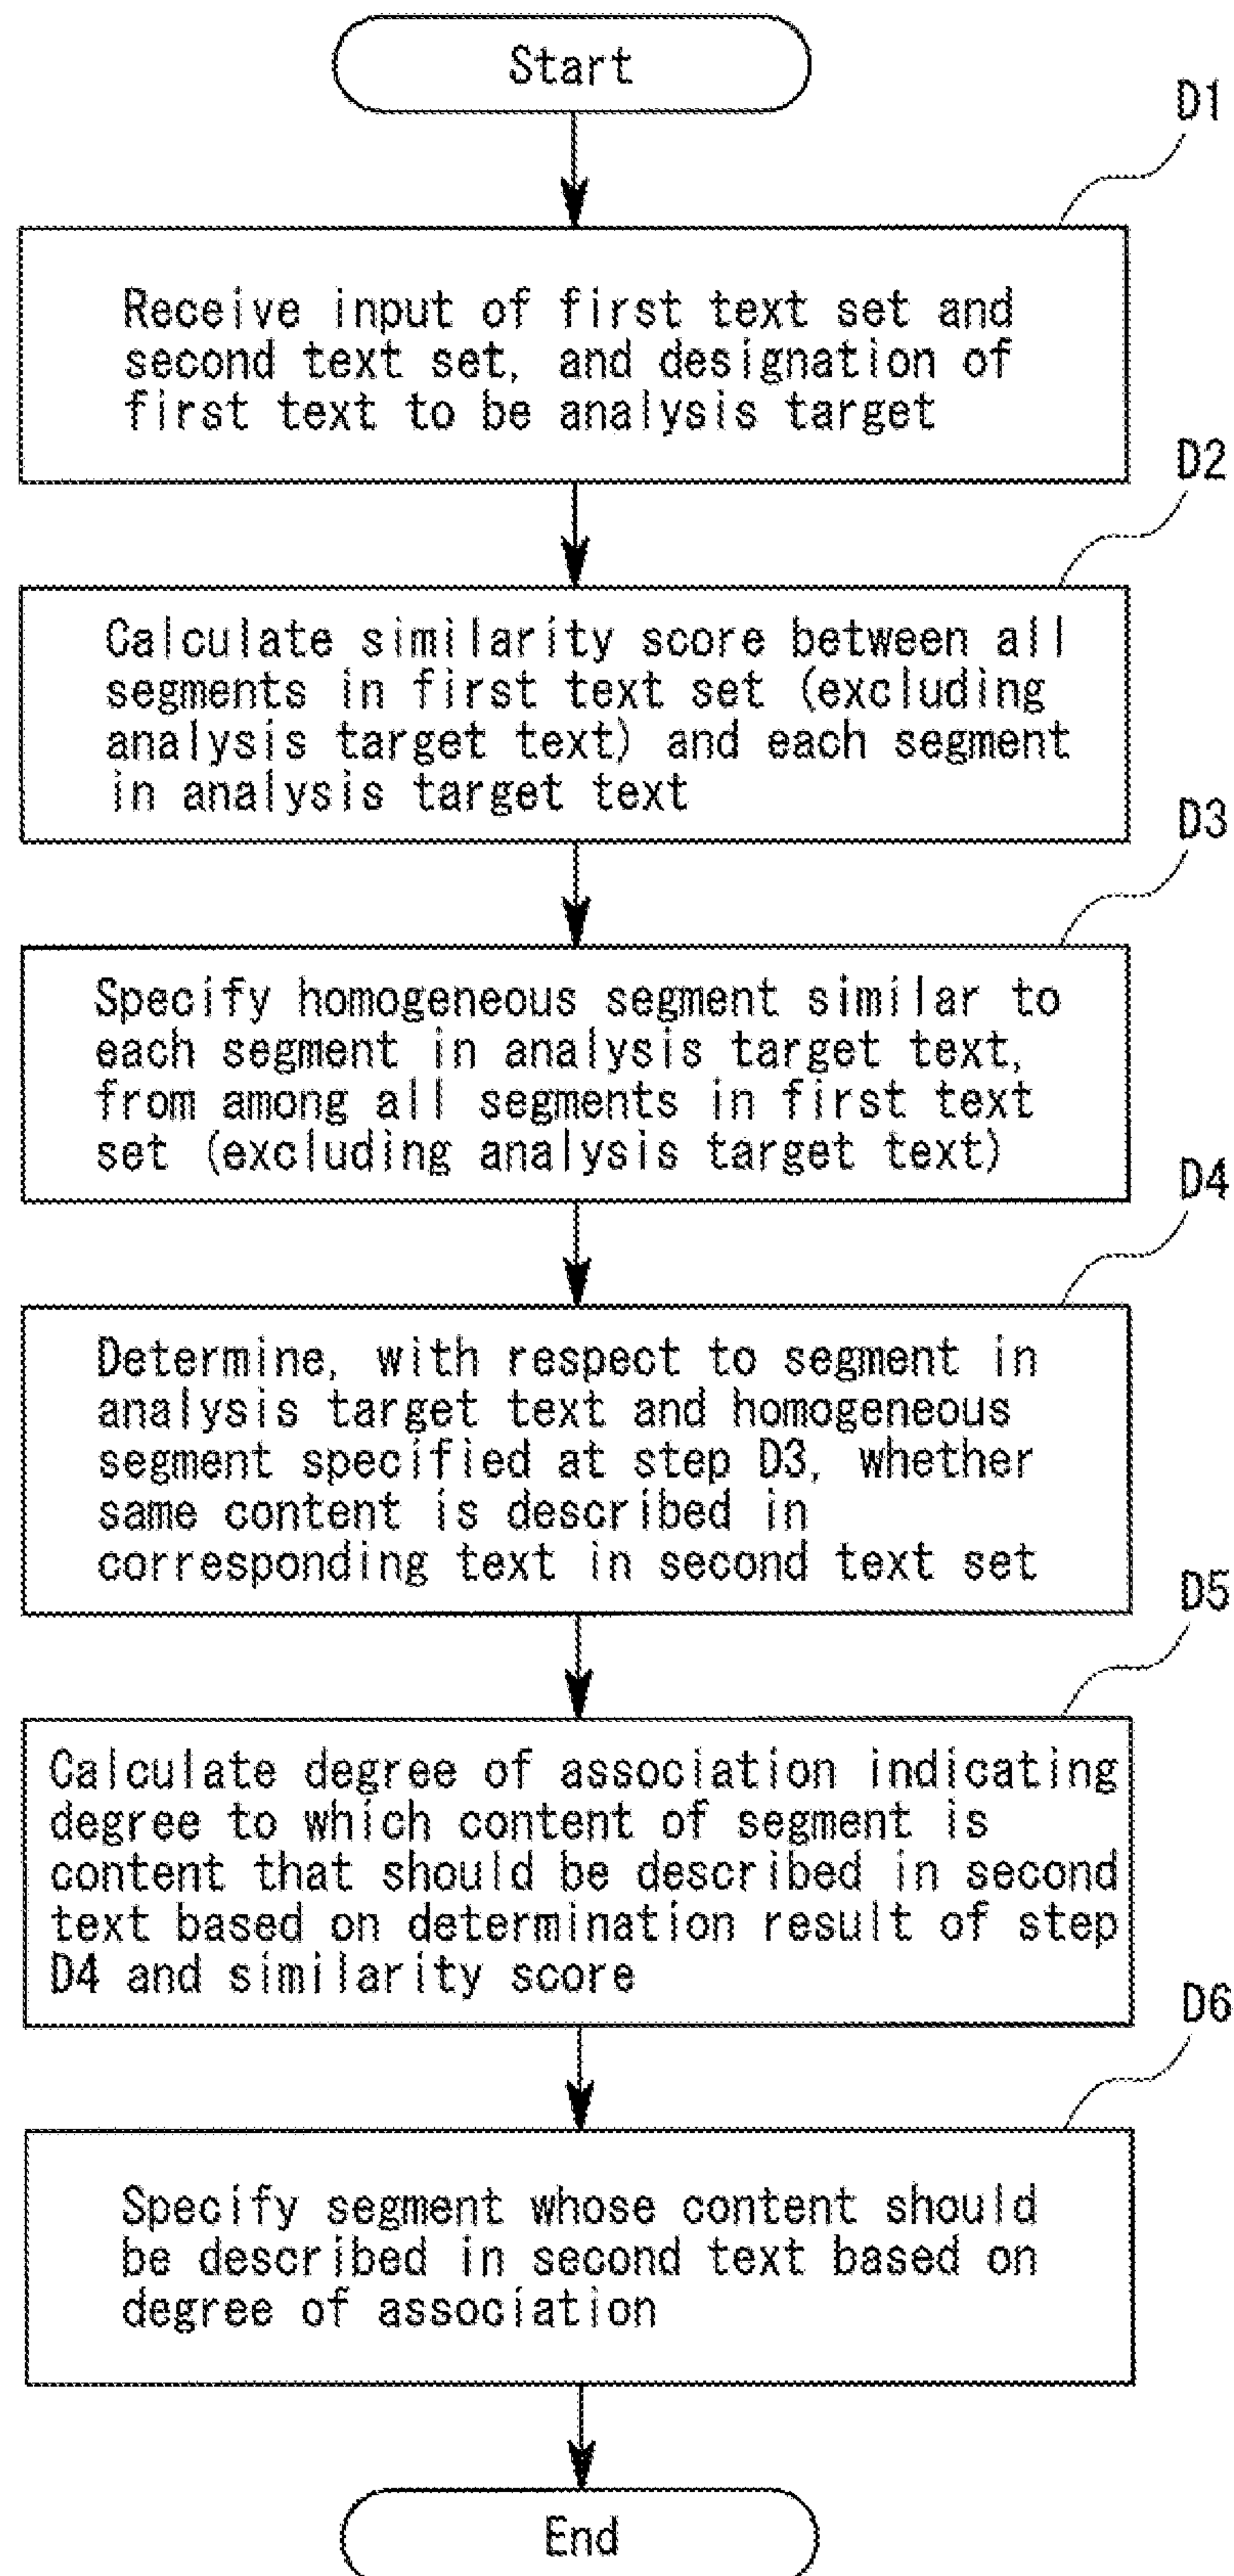 Start
D1
Receive input of first text set and
second text set, and designation of
first text to be analysis target
D2
Calculate similarity score between all
segments in first text set (excluding
analysis target text) and each segment
in analysis target text
D3
Specify homogeneous segment similar to
each segment in analysis target text,
from among all segments in first text
set (excluding analysis target text)
D4
Determine, with respect to segment in
analysis target text and homogeneous
segment specified at step D3, whether
same content is described in
corresponding text in second text set
D5
Calculate degree of association indicating
degree to which content of segment is
content that should be described in second
text based on determination result of step
D4 and similarity score
D6
Specify segment whose content should
be described in second text based on
degree of association
End